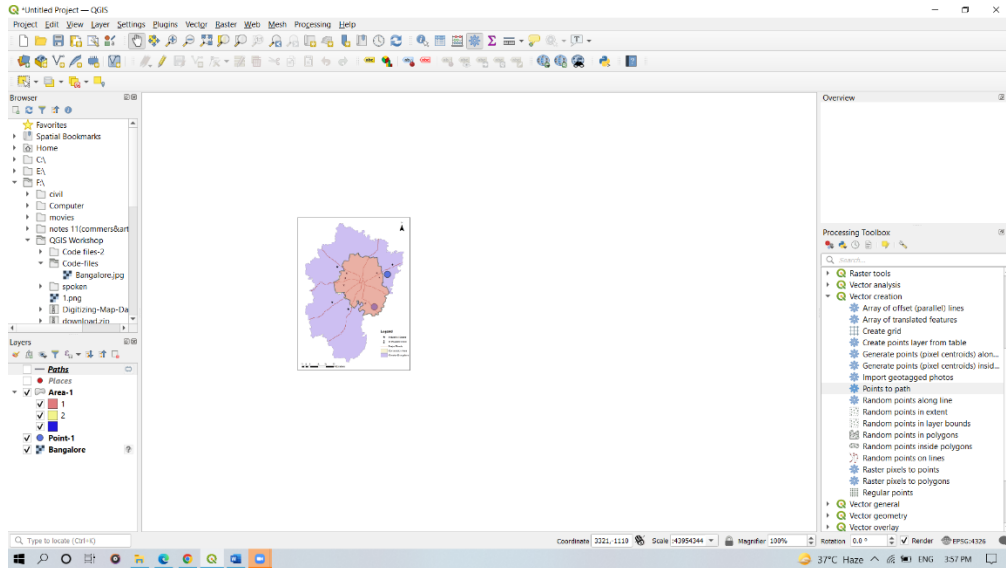 *Untitled Project — QGIS
Project Edit View Layer Settings Plugins Vector Raster Web Mesh Processing Help
Browser
Favorites
Spatial Bookmarks
Home
C:\
E:\
F:\
civil
Computer
movies
notes 11(commers&art
QGIS Workshop
Code files-2
Code-files
Bangalore.jpg
spoken
1.png
Digitizing-Map-Da
download.zip
Layers
Paths
Places
Area-1
1
2
Point-1
Bangalore
?
Legend
Overview
Processing Toolbox
Search...
Raster tools
Vector analysis
Vector creation
Array of offset (parallel) lines
Array of translated features
Create grid
Create points layer from table
Generate points (pixel centroids) alon...
Generate points (pixel centroids) insid...
Import geotagged photos
Points to path
Random points along line
Random points in extent
Random points in layer bounds
Random points in polygons
Random points inside polygons
Random points on lines
Raster pixels to points
Raster pixels to polygons
Regular points
Vector general
Vector geometry
Vector overlay
Type to locate (Ctrl+K)
Coordinate 3321,-1110 Scale :43954344 Magnifier 100% Rotation 0.0 ° Render EPSG:4326
37°C Haze ENG 3:57 PM